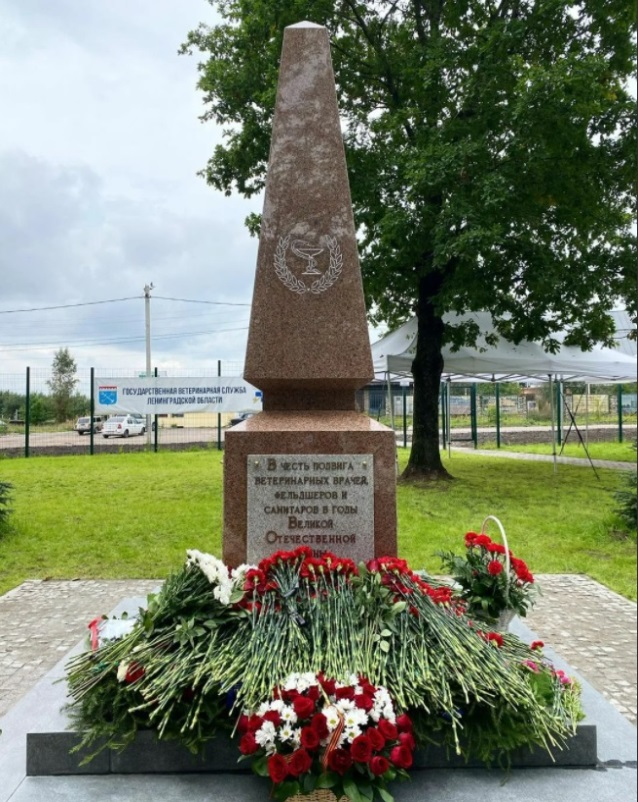 ГОСУДАРСТВЕННАЯ ВЕТЕРИНАРНАЯ СЛУЖБА
ЛЕНИНГРАДСКОЙ ОБЛАСТИ
В ЧЕСТЬ ПОДВИГА
ВЕТЕРИНАРНЫХ ВРАЧЕЙ,
ФЕЛЬДШЕРОВ И
САНИТАРОВ В ГОДЫ
ВЕЛИКОЙ
ОТЕЧЕСТВЕННОЙ